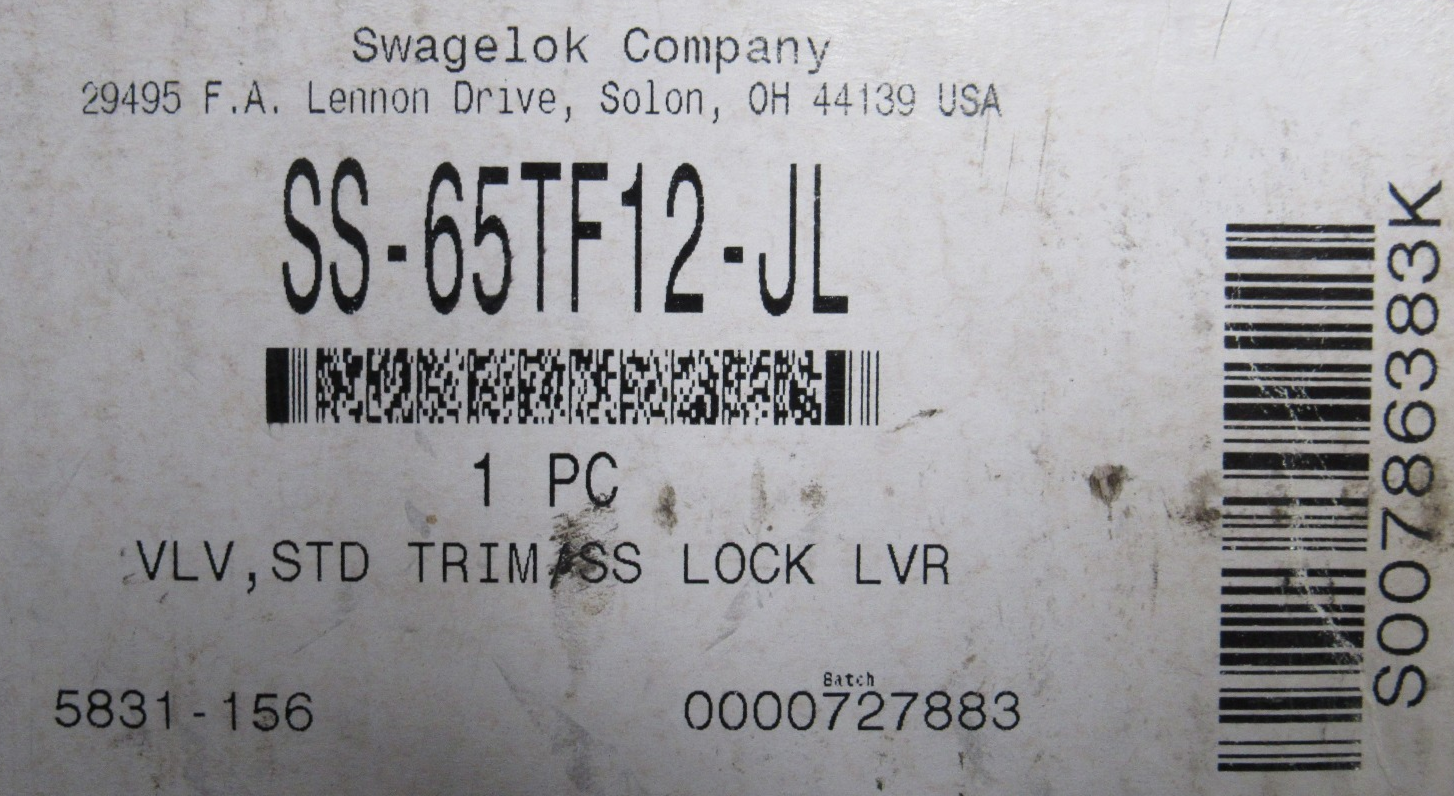 Swagelok Company
29495 F.A. Lennon Drive, Solon, OH 44139 USA
SS-65TF12-JL
1 PC
VLV,STD TRIM/SS LOCK LVR
5831-156
Batch
0000727883
S007863383K